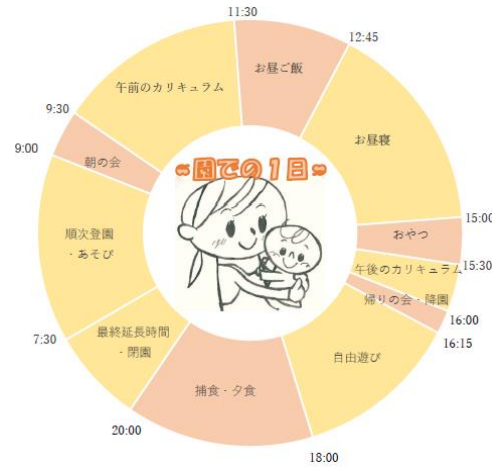 11:30
12:45
お昼ご飯
午前のカリキュラム
お昼寝
9:30
9:00
朝の会
~園での1日~
15:00
おやつ
順次登園
・あそび
午後のカリキュラム
15:30
帰りの会・降園
16:00
16:15
7:30
最終延長時間
・閉園
自由遊び
捕食・夕食
20:00
18:00